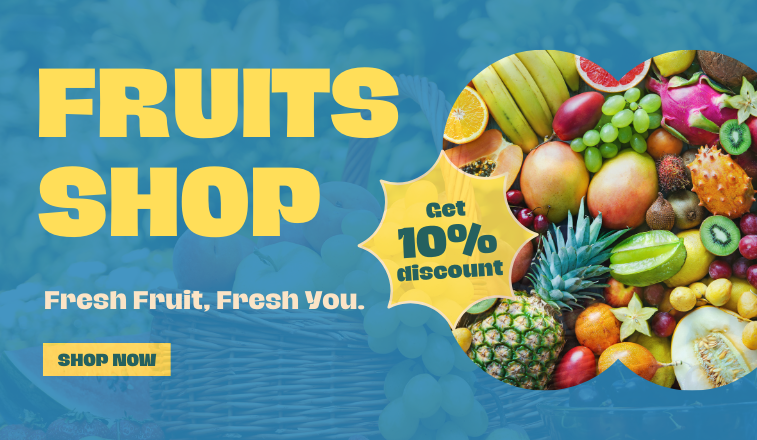 FRUITS
SHOP
Fresh Fruit, Fresh You.
SHOP NOW
Get
10%
discount